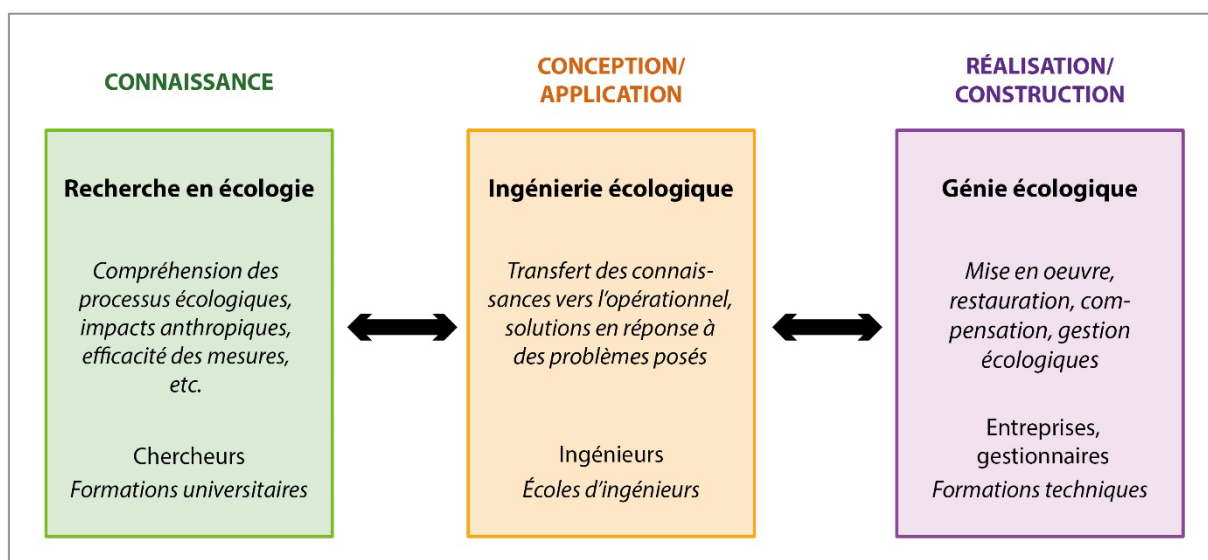 CONNAISSANCE
Recherche en écologie
Compréhension des
processus écologiques,
impacts anthropiques,
efficacité des mesures,
etc.
Chercheurs
Formations universitaires
CONCEPTION/
APPLICATION
Ingénierie écologique
Transfert des connais-
sances vers l’opérationnel,
solutions en réponse à
des problèmes posés
Ingénieurs
Écoles d’ingénieurs
RÉALISATION/
CONSTRUCTION
Génie écologique
Mise en oeuvre,
restauration, com-
pensation, gestion
écologiques
Entreprises,
gestionnaires
Formations techniques